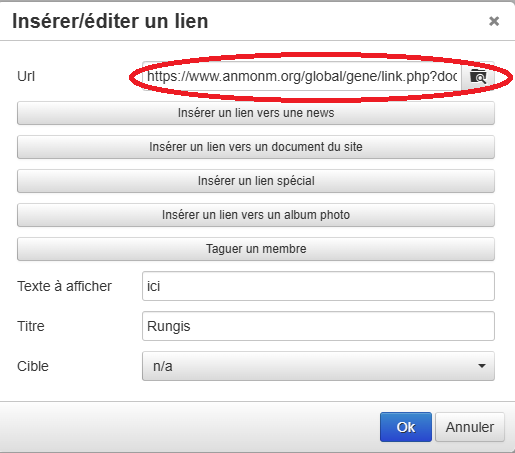 Insérer/éditer un lien ×
Url https://www.anmonm.org/global/gene/link.php?doc
Insérer un lien vers une news
Insérer un lien vers un document du site
Insérer un lien spécial
Insérer un lien vers un album photo
Taguer un membre
Texte à afficher ici
Titre Rungis
Cible n/a
Ok Annuler